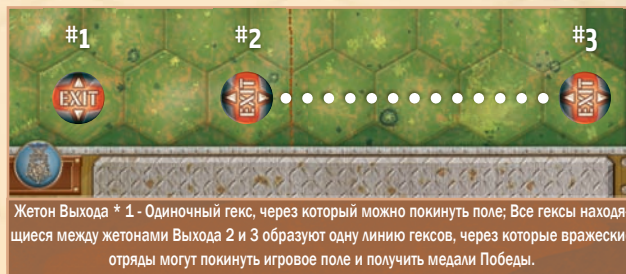 #1 #2 #3
EXIT EXIT EXIT
Жетон Выхода * 1 - Одиночный гекс, через который можно покинуть поле; Все гексы находя-
щиеся между жетонами Выхода 2 и 3 образуют одну линию гексов, через которые вражески
отряды могут покинуть игровое поле и получить медали Победы.